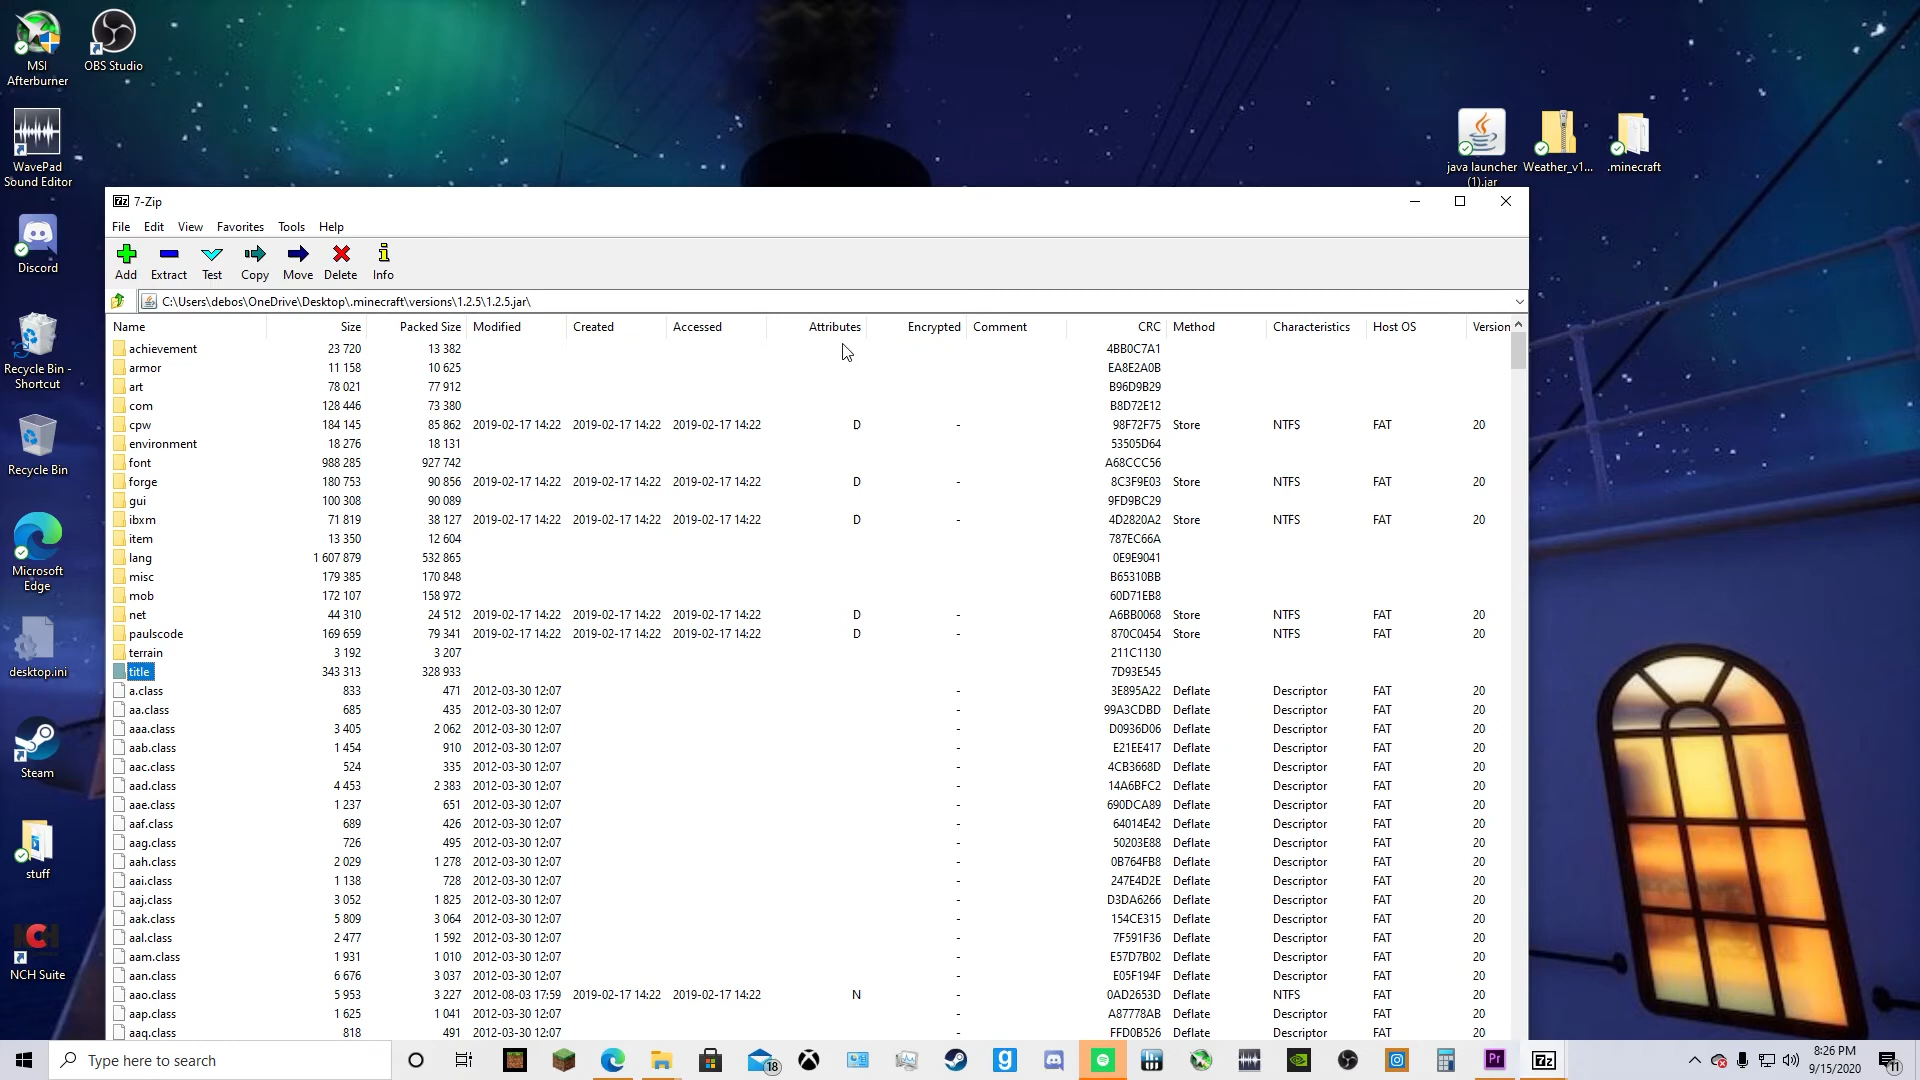 MSI
Afterburner
OBS Studio
WavePad
Sound Editor
Discord
Recycle Bin -
Shortcut
Recycle Bin
Microsoft
Edge
desktop.ini
Steam
stuff
NCH Suite
java launcher
(1).jar
Weather_v1...
.minecraft
7z 7-Zip
File Edit View Favorites Tools Help
Add Extract Test Copy Move Delete Info
C:\Users\debos\OneDrive\Desktop\.minecraft\versions\1.2.5\1.2.5.jar\
Name Size Packed Size Modified Created Accessed Attributes Encrypted Comment CRC Method Characteristics Host OS Version
achievement 23 720 13 382 4BB0C7A1
armor 11 158 10 625 EA8E2A0B
art 78 021 77 912 B96D9B29
com 128 446 73 380 B8D72E12
cpw 184 145 85 862 2019-02-17 14:22 2019-02-17 14:22 2019-02-17 14:22 D - 98F72F75 Store NTFS FAT 20
environment 18 276 18 131 53505D64
font 988 285 927 742 A68CCC56
forge 180 753 90 856 2019-02-17 14:22 2019-02-17 14:22 2019-02-17 14:22 D - 8C3F9E03 Store NTFS FAT 20
gui 100 308 90 089 9FD9BC29
ibxm 71 819 38 127 2019-02-17 14:22 2019-02-17 14:22 2019-02-17 14:22 D - 4D2820A2 Store NTFS FAT 20
item 13 350 12 604 787EC66A
lang 1 607 879 532 865 0E9E9041
misc 179 385 170 848 B65310BB
mob 172 107 158 972 60D71EB8
net 44 310 24 512 2019-02-17 14:22 2019-02-17 14:22 2019-02-17 14:22 D - A6BB0068 Store NTFS FAT 20
paulscode 169 659 79 341 2019-02-17 14:22 2019-02-17 14:22 2019-02-17 14:22 D - 870C0454 Store NTFS FAT 20
terrain 3 192 3 207 211C1130
title 343 313 328 933 7D93E545
a.class 833 471 2012-03-30 12:07 - 3E895A22 Deflate Descriptor FAT 20
aa.class 685 435 2012-03-30 12:07 - 99A3CDBD Deflate Descriptor FAT 20
aaa.class 3 405 2 062 2012-03-30 12:07 - D0936D06 Deflate Descriptor FAT 20
aab.class 1 454 910 2012-03-30 12:07 - E21EE417 Deflate Descriptor FAT 20
aac.class 524 335 2012-03-30 12:07 - 4CB3668D Deflate Descriptor FAT 20
aad.class 4 453 2 383 2012-03-30 12:07 - 14A6BFC2 Deflate Descriptor FAT 20
aae.class 1 237 651 2012-03-30 12:07 - 690DCA89 Deflate Descriptor FAT 20
aaf.class 689 426 2012-03-30 12:07 - 64014E42 Deflate Descriptor FAT 20
aag.class 726 495 2012-03-30 12:07 - 50203E88 Deflate Descriptor FAT 20
aah.class 2 029 1 278 2012-03-30 12:07 - 0B764FB8 Deflate Descriptor FAT 20
aai.class 1 138 728 2012-03-30 12:07 - 247E4D2E Deflate Descriptor FAT 20
aaj.class 3 052 1 825 2012-03-30 12:07 - D3DA6266 Deflate Descriptor FAT 20
aak.class 5 809 3 064 2012-03-30 12:07 - 154CE315 Deflate Descriptor FAT 20
aal.class 2 477 1 592 2012-03-30 12:07 - 7F591F36 Deflate Descriptor FAT 20
aam.class 1 931 1 010 2012-03-30 12:07 - E57D7B02 Deflate Descriptor FAT 20
aan.class 6 676 3 037 2012-03-30 12:07 - E05F194F Deflate Descriptor FAT 20
aao.class 5 953 3 227 2012-08-03 17:59 2019-02-17 14:22 2019-02-17 14:22 N - 0AD2653D Deflate NTFS FAT 20
aap.class 1 625 1 041 2012-03-30 12:07 - A87778AB Deflate Descriptor FAT 20
aaq.class 818 491 2012-03-30 12:07 - FFD0B526 Deflate Descriptor FAT 20
Type here to search
18
Pr
7z
8:26 PM
9/15/2020
11